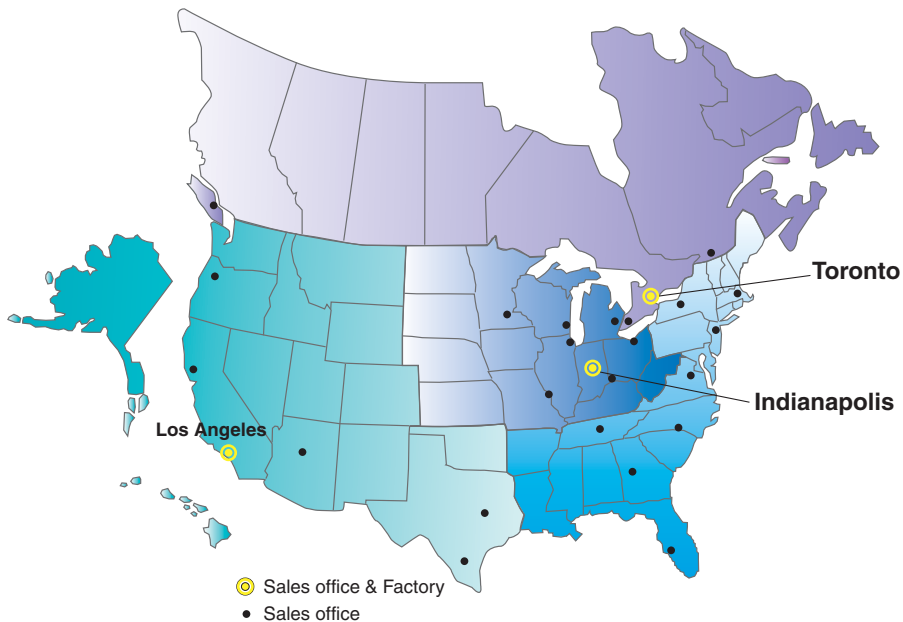 Toronto
Indianapolis
Los Angeles
Sales office & Factory
Sales office